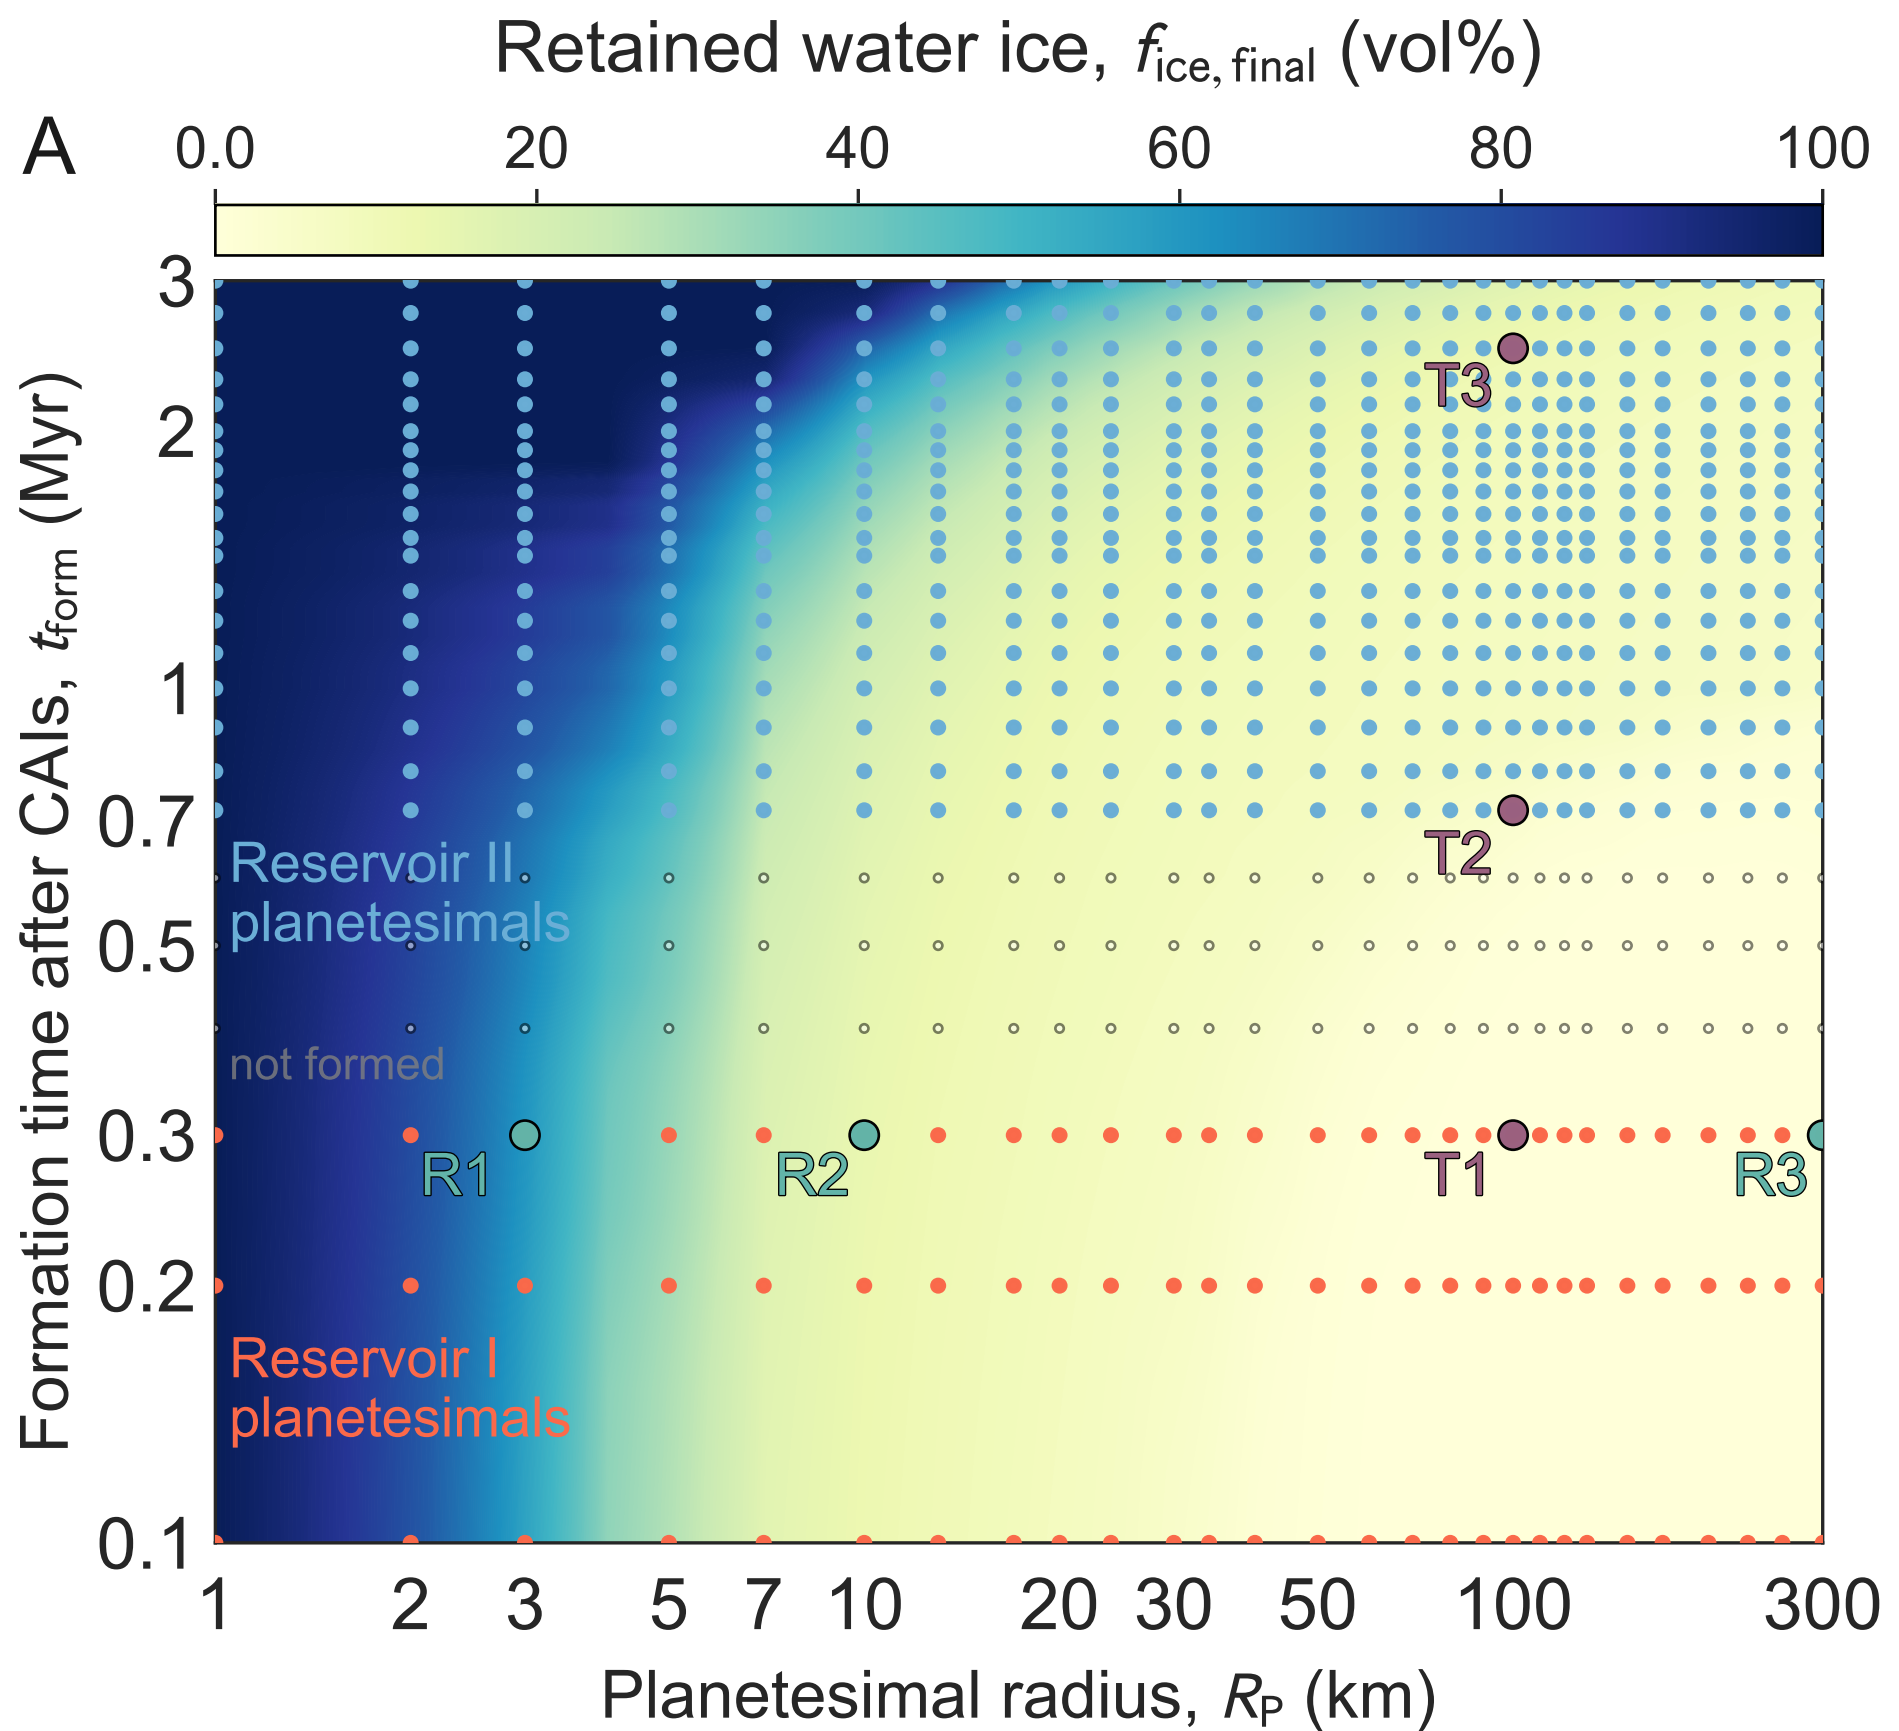 Retained water ice, fice, final (vol%)
A
0.0 20 40 60 80 100
Formation time after CAIs, tform (Myr)
3
2
1
0.7
0.5
0.3
0.2
0.1
T3
T2
Reservoir II
planetesimals
not formed
R1 R2 T1 R3
Reservoir I
planetesimals
1 2 3 5 7 10 20 30 50 100 300
Planetesimal radius, RP (km)